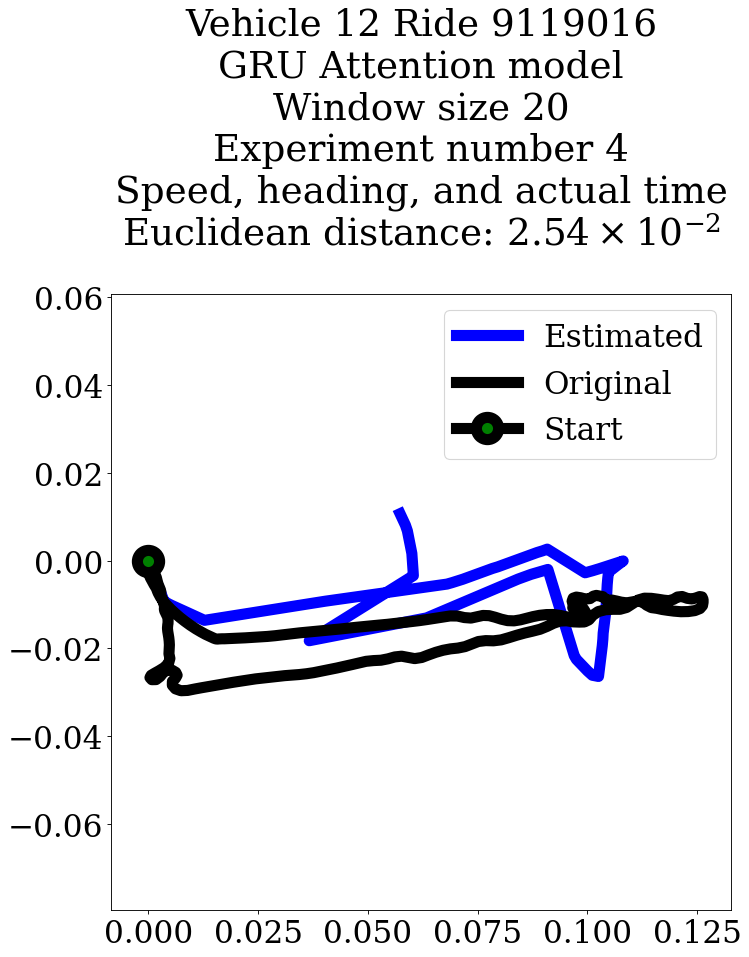 Vehicle 12 Ride 9119016
GRU Attention model
Window size 20
Experiment number 4
Speed, heading, and actual time
Euclidean distance: 2.54 × 10⁻²
Estimated
Original
Start
0.06
0.04
0.02
0.00
−0.02
−0.04
−0.06
0.000 0.025 0.050 0.075 0.100 0.125